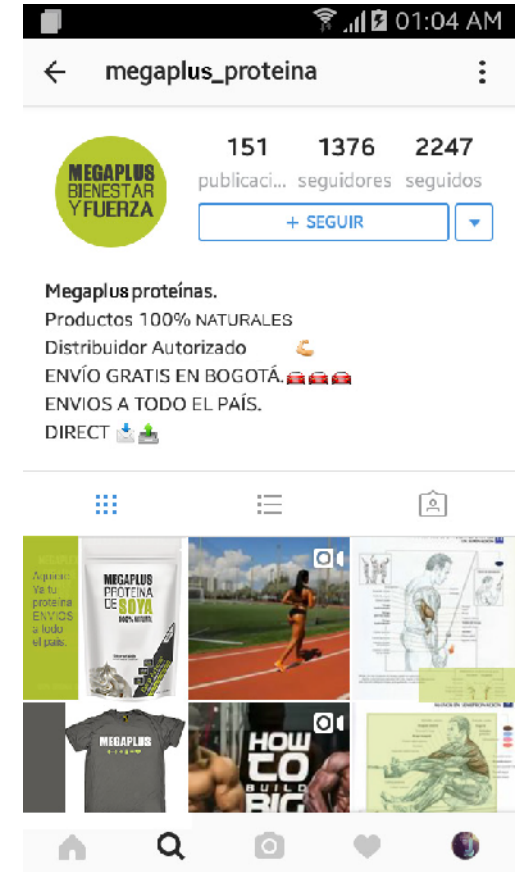 01:04 AM
megaplus_proteina
151 1376 2247
publicaci... seguidores seguidos
MEGAPLUS
BIENESTAR
Y FUERZA
+ SEGUIR
Megaplus proteínas.
Productos 100% NATURALES
Distribuidor Autorizado 💪
ENVÍO GRATIS EN BOGOTÁ.🚘🚘🚘
ENVIOS A TODO EL PAÍS.
DIRECT 📩📤
Adquiere
Ya tu
proteína
ENVIOS
a todo
el país.
MEGAPLUS
PROTEINA
DE SOYA
100% NATURAL
MEGAPLUS
HOW
TO
BUILD
BIG